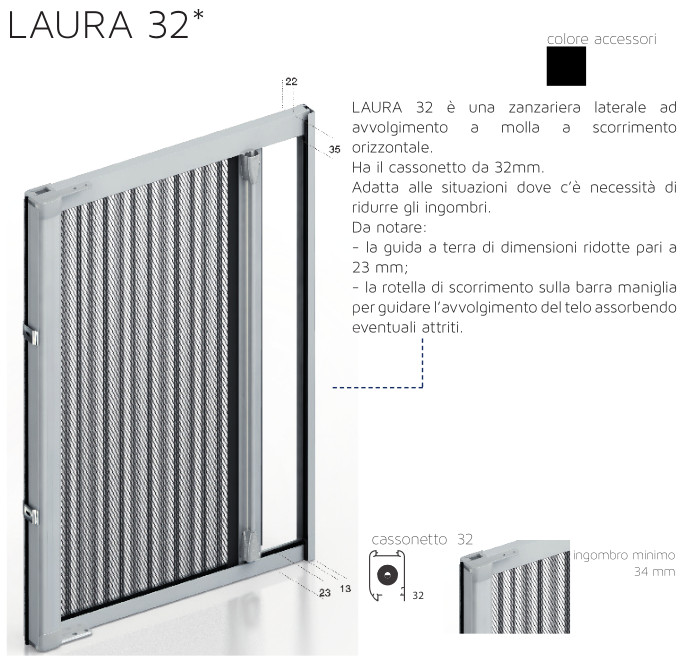 LAURA 32*
colore accessori
22
35
LAURA 32 è una zanzariera laterale ad
avvolgimento a molla a scorrimento
orizzontale.
Ha il cassonetto da 32mm.
Adatta alle situazioni dove c'è necessità di
ridurre gli ingombri.
Da notare:
- la guida a terra di dimensioni ridotte pari a
23 mm;
- la rotella di scorrimento sulla barra maniglia
per guidare l'avvolgimento del telo assorbendo
eventuali attriti.
23
13
cassonetto 32
32
ingombro minimo
34 mm